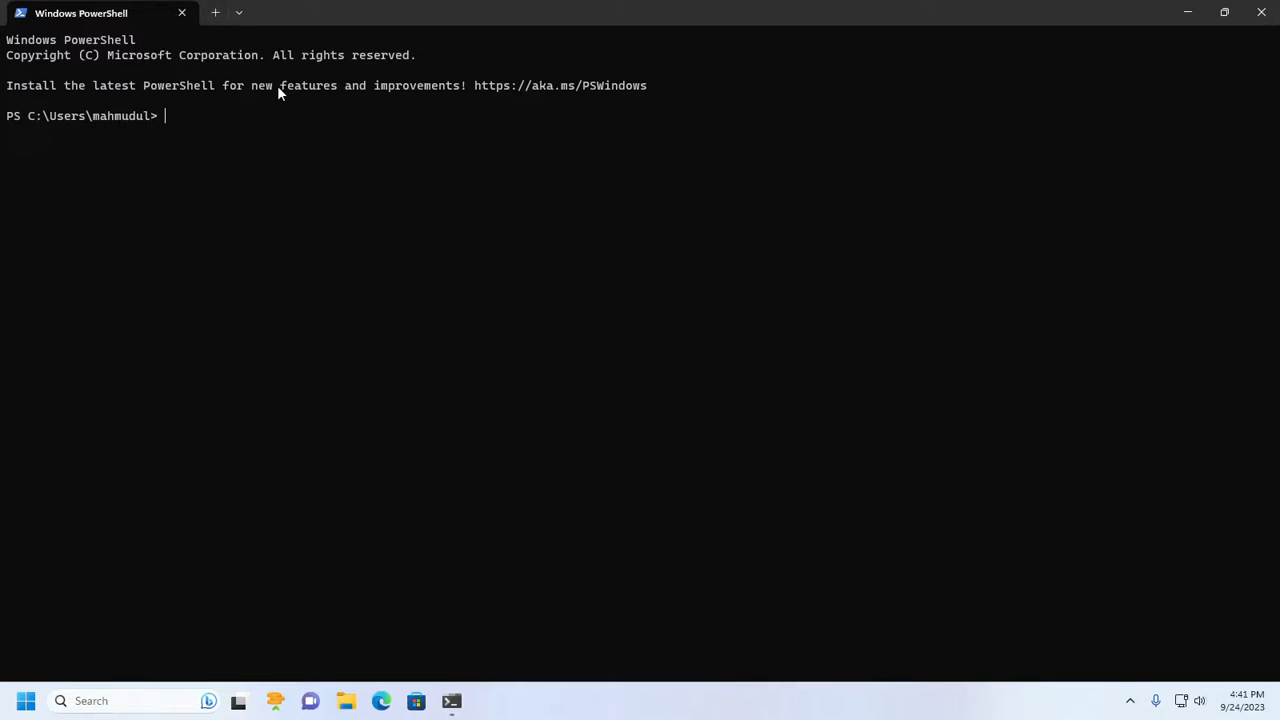 Windows PowerShell
Windows PowerShell
Copyright (C) Microsoft Corporation. All rights reserved.
Install the latest PowerShell for new features and improvements! https://aka.ms/PSWindows
PS C:\Users\mahmudul>
Search
4:41 PM
9/24/2023